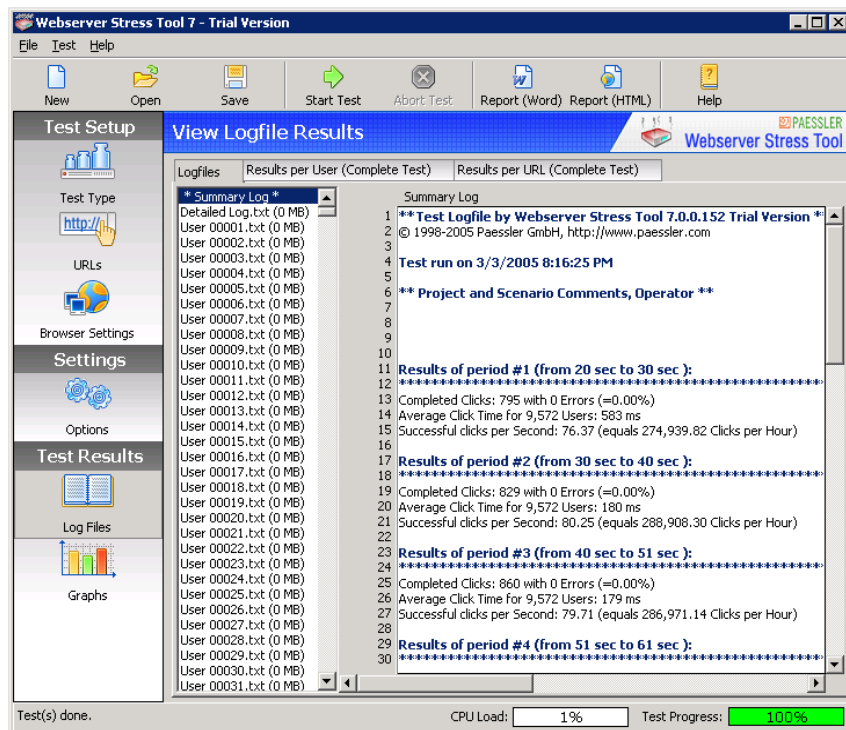 Webserver Stress Tool 7 - Trial Version
File Test Help
New Open Save Start Test Abort Test Report (Word) Report (HTML) Help
Test Setup
Test Type
http://
URLs
Browser Settings
Settings
Options
Test Results
Log Files
Graphs
View Logfile Results
PAESSLER
Webserver Stress Tool
Logfiles Results per User (Complete Test) Results per URL (Complete Test)
* Summary Log *
Detailed Log.txt (0 MB)
User 00001.txt (0 MB)
User 00002.txt (0 MB)
User 00003.txt (0 MB)
User 00004.txt (0 MB)
User 00005.txt (0 MB)
User 00006.txt (0 MB)
User 00007.txt (0 MB)
User 00008.txt (0 MB)
User 00009.txt (0 MB)
User 00010.txt (0 MB)
User 00011.txt (0 MB)
User 00012.txt (0 MB)
User 00013.txt (0 MB)
User 00014.txt (0 MB)
User 00015.txt (0 MB)
User 00016.txt (0 MB)
User 00017.txt (0 MB)
User 00018.txt (0 MB)
User 00019.txt (0 MB)
User 00020.txt (0 MB)
User 00021.txt (0 MB)
User 00022.txt (0 MB)
User 00023.txt (0 MB)
User 00024.txt (0 MB)
User 00025.txt (0 MB)
User 00026.txt (0 MB)
User 00027.txt (0 MB)
User 00028.txt (0 MB)
User 00029.txt (0 MB)
User 00030.txt (0 MB)
User 00031.txt (0 MB)
Summary Log
1 **Test Logfile by Webserver Stress Tool 7.0.0.152 Trial Version *
2 © 1998-2005 Paessler GmbH, http://www.paessler.com
3
4 Test run on 3/3/2005 8:16:25 PM
5
6 ** Project and Scenario Comments, Operator **
7
8
9
10
11 Results of period #1 (from 20 sec to 30 sec ):
12 **********************************************
13 Completed Clicks: 795 with 0 Errors (=0.00%)
14 Average Click Time for 9,572 Users: 583 ms
15 Successful clicks per Second: 76.37 (equals 274,939.82 Clicks per Hour)
16
17 Results of period #2 (from 30 sec to 40 sec ):
18 **********************************************
19 Completed Clicks: 829 with 0 Errors (=0.00%)
20 Average Click Time for 9,572 Users: 180 ms
21 Successful clicks per Second: 80.25 (equals 288,908.30 Clicks per Hour)
22
23 Results of period #3 (from 40 sec to 51 sec ):
24 **********************************************
25 Completed Clicks: 860 with 0 Errors (=0.00%)
26 Average Click Time for 9,572 Users: 179 ms
27 Successful clicks per Second: 79.71 (equals 286,971.14 Clicks per Hour)
28
29 Results of period #4 (from 51 sec to 61 sec ):
30 **********************************************
Test(s) done. CPU Load: 1% Test Progress: 100%